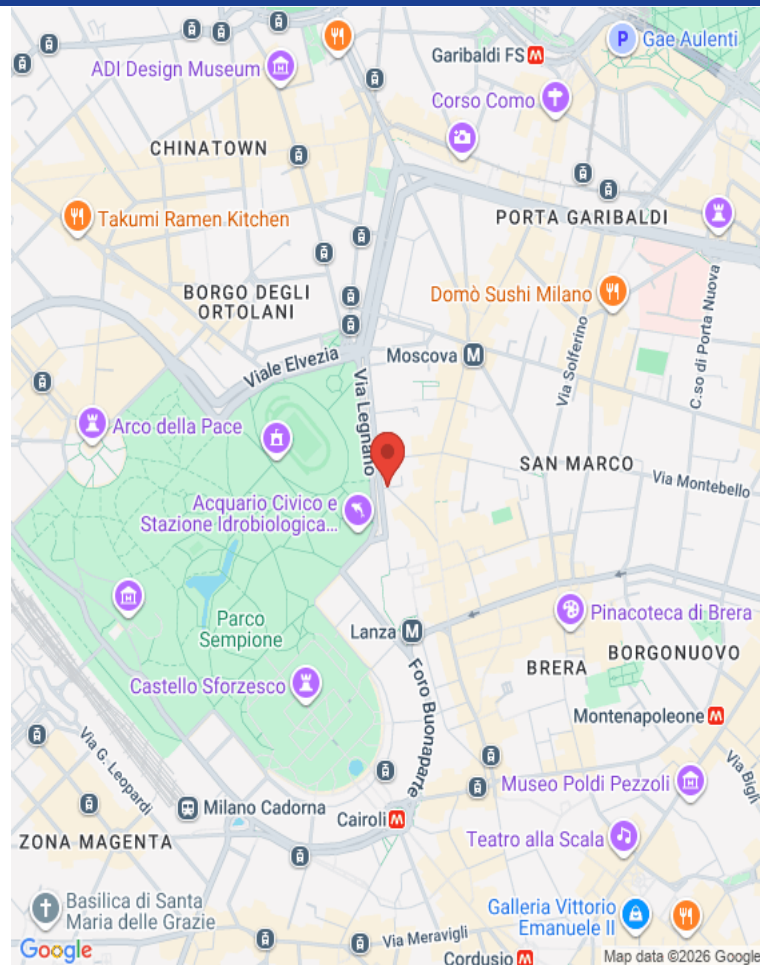 Gae Aulenti
Garibaldi FS
ADI Design Museum
Corso Como
CHINATOWN
Takumi Ramen Kitchen
PORTA GARIBALDI
BORGO DEGLI
ORTOLANI
Domò Sushi Milano
C.so di Porta Nuova
Via Solferino
Viale Elvezia
Moscova
Via Legnano
Arco della Pace
SAN MARCO
Via Montebello
Acquario Civico e
Stazione Idrobiologica...
Parco
Sempione
Lanza
Pinacoteca di Brera
BRERA
BORGONUOVO
Castello Sforzesco
Foro Buonaparte
Montenapoleone
Via G. Leopardi
Via Bigli
Museo Poldi Pezzoli
Milano Cadorna
Cairoli
ZONA MAGENTA
Teatro alla Scala
Basilica di Santa
Maria delle Grazie
Galleria Vittorio
Emanuele II
Via Meravigli
Cordusio
Google
Map data ©2026 Google